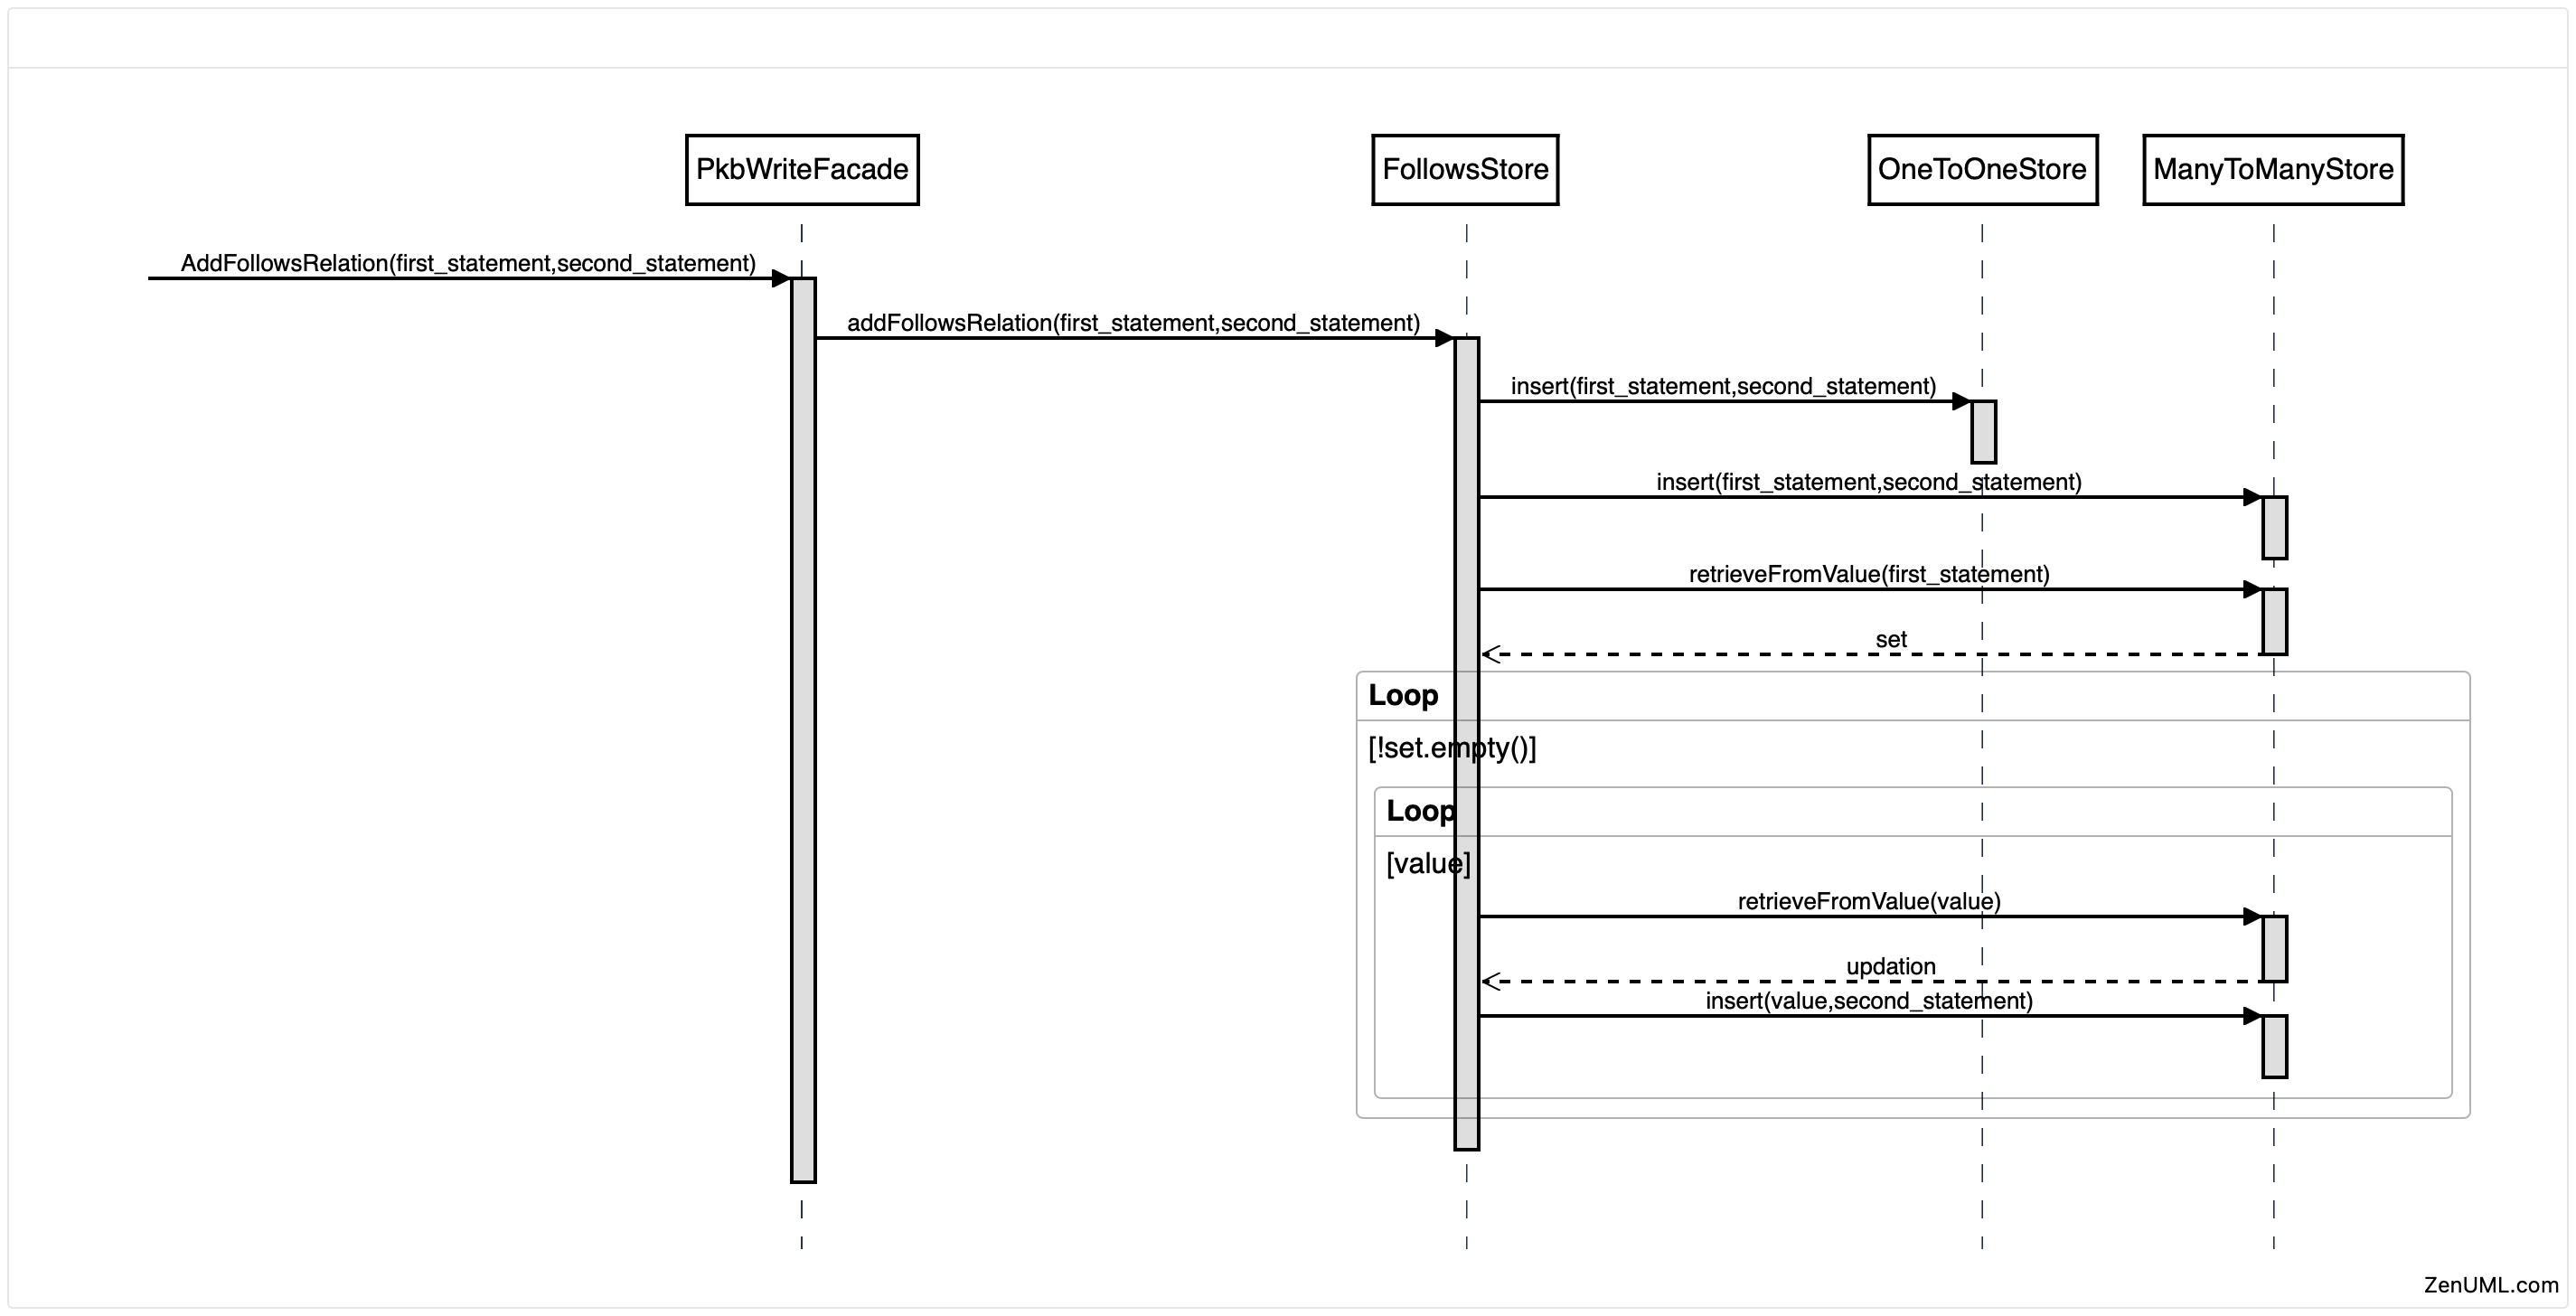 PkbWriteFacade
FollowsStore
OneToOneStore
ManyToManyStore
AddFollowsRelation(first_statement,second_statement)
addFollowsRelation(first_statement,second_statement)
insert(first_statement,second_statement)
insert(first_statement,second_statement)
retrieveFromValue(first_statement)
set
Loop
[!set.empty()]
Loop
[value]
retrieveFromValue(value)
updation
insert(value,second_statement)
ZenUML.com